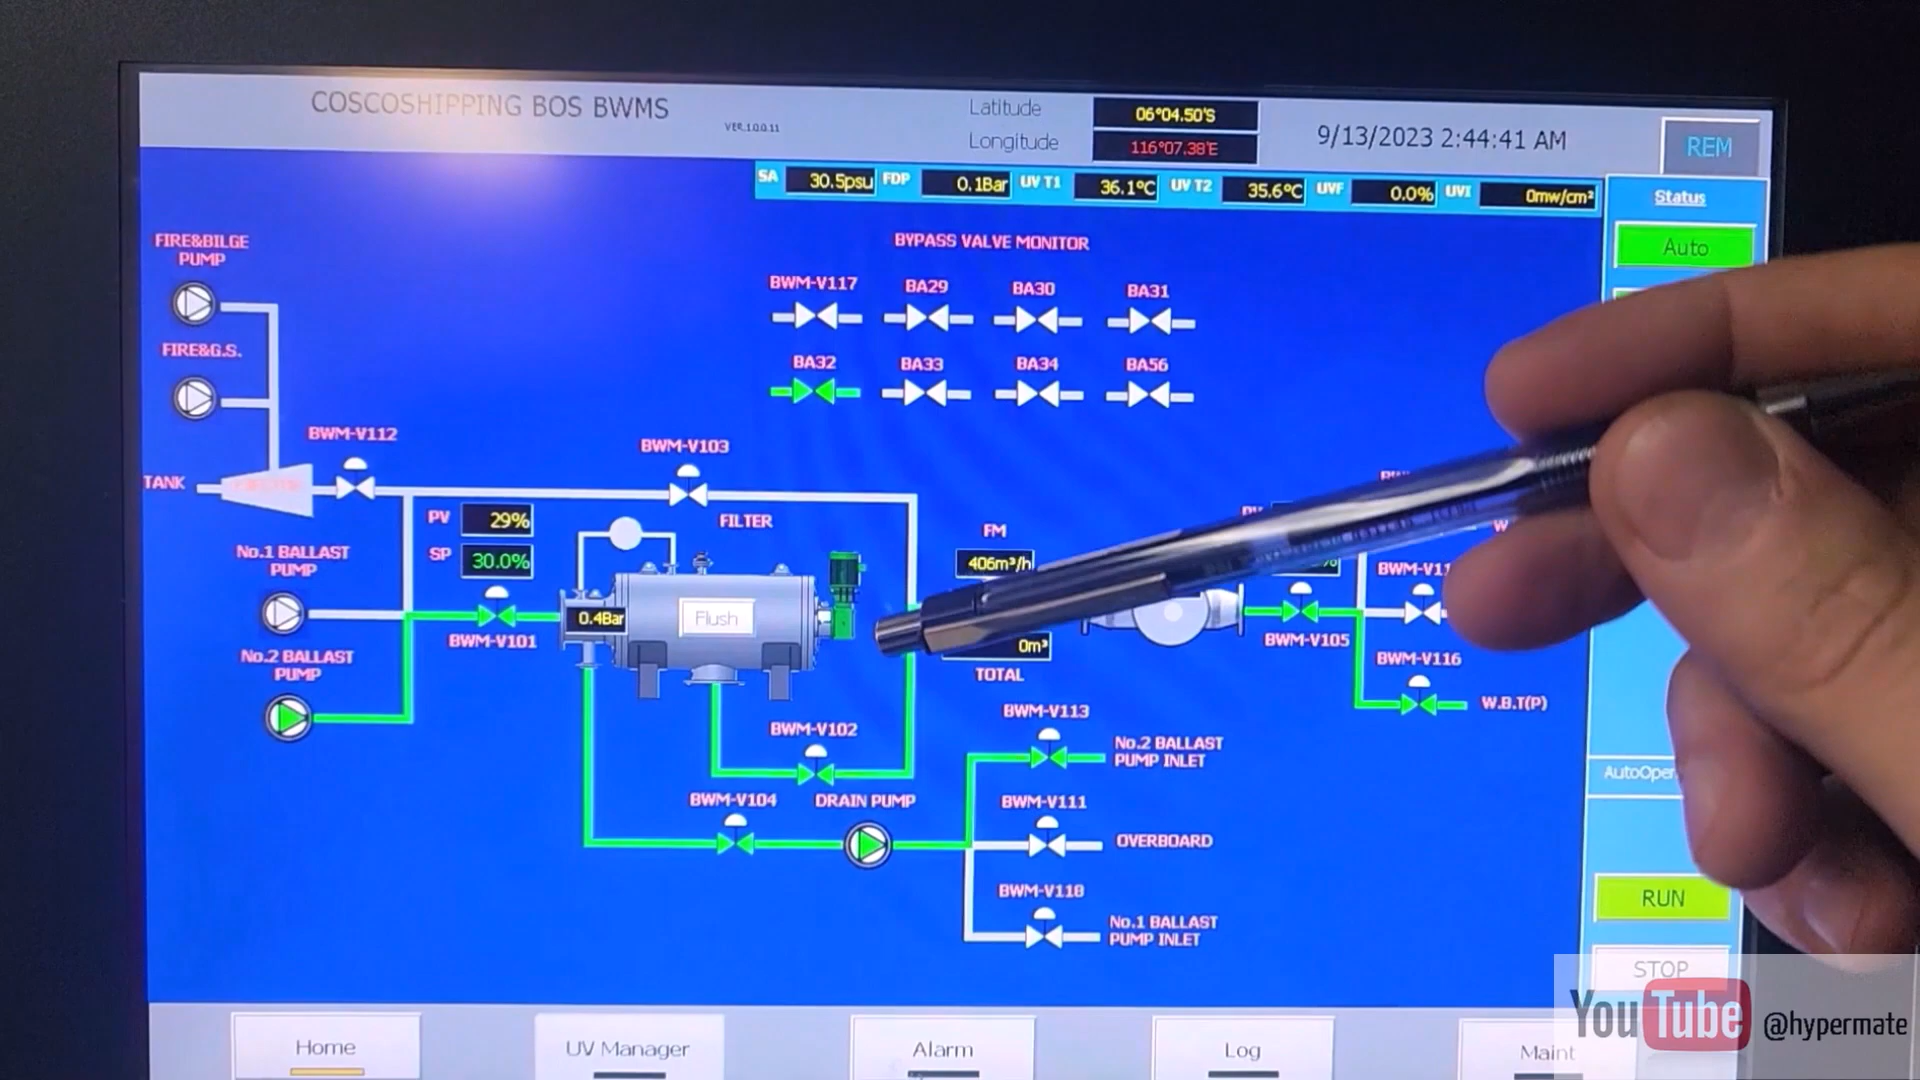 COSCOSHIPPING BOS BWMS
VER.1.0.0.11
Latitude
06°04.50'S
Longitude
116°07.38'E
9/13/2023 2:44:41 AM
REM
SA
30.5psu
FDP
0.1Bar
UV T1
36.1°C
UV T2
35.6°C
UVF
0.0%
UVI
0mw/cm²
Status
Auto
FIRE&BILGE
PUMP
BYPASS VALVE MONITOR
BWM-V117
BA29
BA30
BA31
FIRE&G.S.
BA32
BA33
BA34
BA56
BWM-V112
BWM-V103
TANK
PV
29%
FILTER
SP
30.0%
FM
406m³/h
No.1 BALLAST
PUMP
0.4Bar
Flush
BWM-V101
BWM-V105
0m³
TOTAL
No.2 BALLAST
PUMP
BWM-V116
W.B.T(P)
BWM-V102
BWM-V113
No.2 BALLAST
PUMP INLET
BWM-V104
DRAIN PUMP
BWM-V111
OVERBOARD
BWM-V118
No.1 BALLAST
PUMP INLET
RUN
STOP
Home
UV Manager
Alarm
Log
Maint
YouTube @hypermate